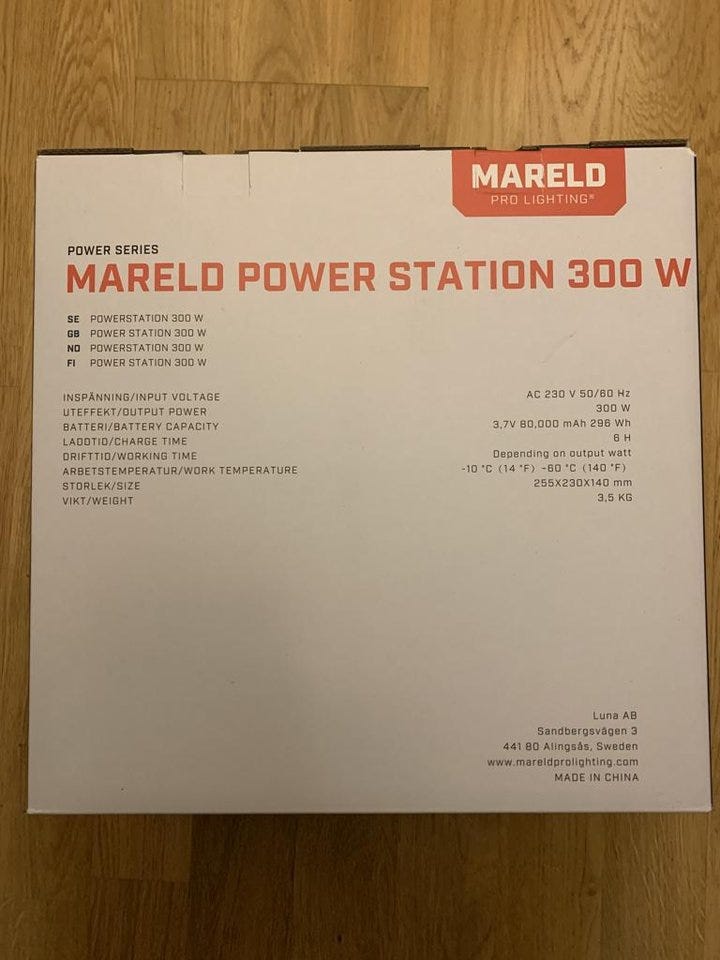 MARELD
PRO LIGHTING®
POWER SERIES
MARELD POWER STATION 300 W
SE POWERSTATION 300 W
GB POWER STATION 300 W
NO POWERSTATION 300 W
FI POWER STATION 300 W
INSPÄNNING/INPUT VOLTAGE AC 230 V 50/60 Hz
UTEFFEKT/OUTPUT POWER 300 W
BATTERI/BATTERY CAPACITY 3,7V 80,000 mAh 296 Wh
LADDTID/CHARGE TIME 6 H
DRIFTTID/WORKING TIME Depending on output watt
ARBETSTEMPERATUR/WORK TEMPERATURE -10 °C (14 °F) -60 °C (140 °F)
STORLEK/SIZE 255X230X140 mm
VIKT/WEIGHT 3,5 KG
Luna AB
Sandbergsvägen 3
441 80 Alingsås, Sweden
www.mareldprolighting.com
MADE IN CHINA